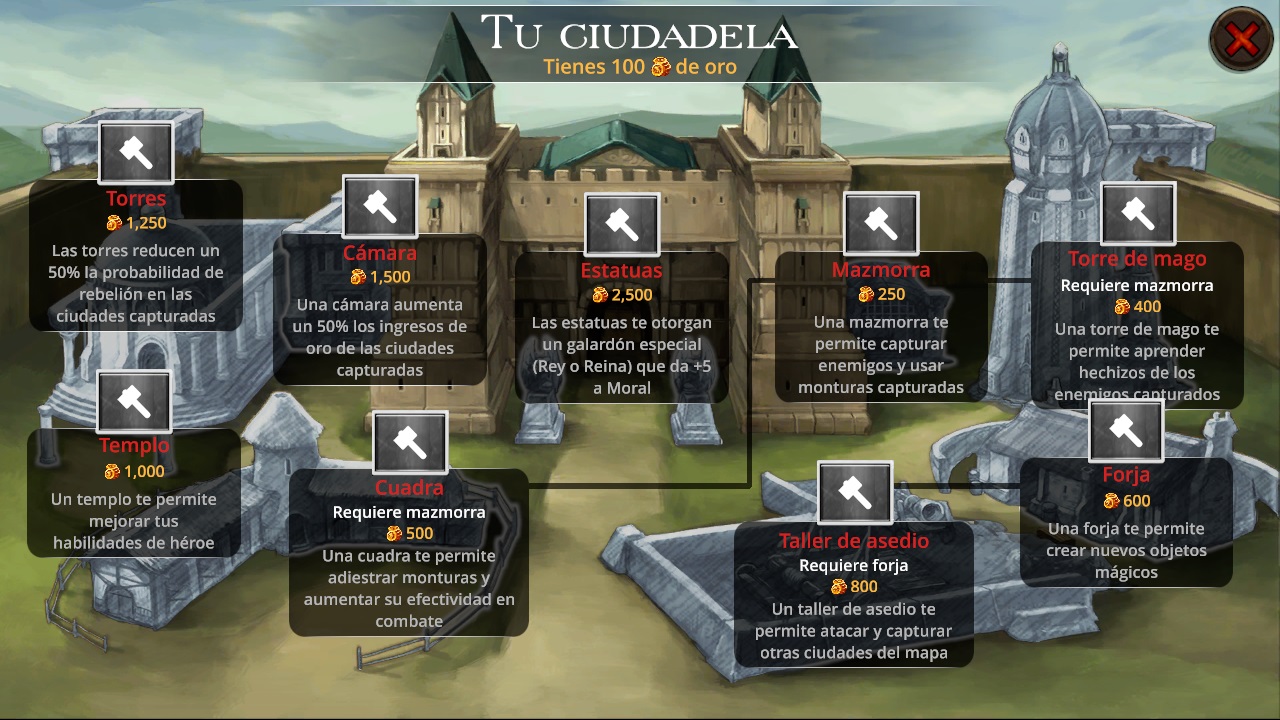 Tu ciudadela
Tienes 100 de oro
Torres
1,250
Las torres reducen un
50% la probabilidad de
rebelión en las
ciudades capturadas
Cámara
1,500
Una cámara aumenta
un 50% los ingresos de
oro de las ciudades
capturadas
Estatuas
2,500
Las estatuas te otorgan
un galardón especial
(Rey o Reina) que da +5
a Moral
Mazmorra
250
Una mazmorra te
permite capturar
enemigos y usar
monturas capturadas
Torre de mago
Requiere mazmorra
400
Una torre de mago te
permite aprender
hechizos de los
enemigos capturados
Templo
1,000
Un templo te permite
mejorar tus
habilidades de héroe
Cuadra
Requiere mazmorra
500
Una cuadra te permite
adiestrar monturas y
aumentar su efectividad en
combate
Taller de asedio
Requiere forja
800
Un taller de asedio te
permite atacar y capturar
otras ciudades del mapa
Forja
600
Una forja te permite
crear nuevos objetos
mágicos